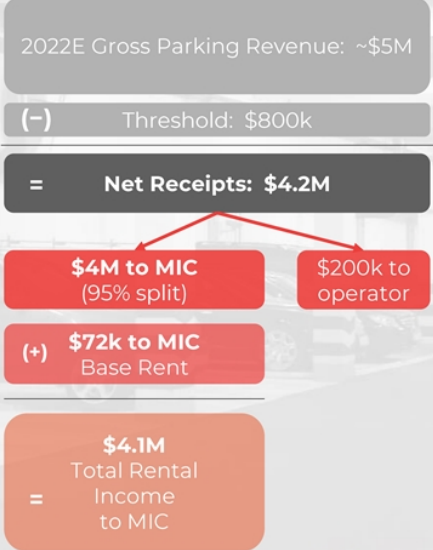 2022E Gross Parking Revenue: ~$5M
(−) Threshold: $800k
= Net Receipts: $4.2M
$4M to MIC
(95% split)
$200k to
operator
(+) $72k to MIC
Base Rent
$4.1M
Total Rental
= Income
to MIC